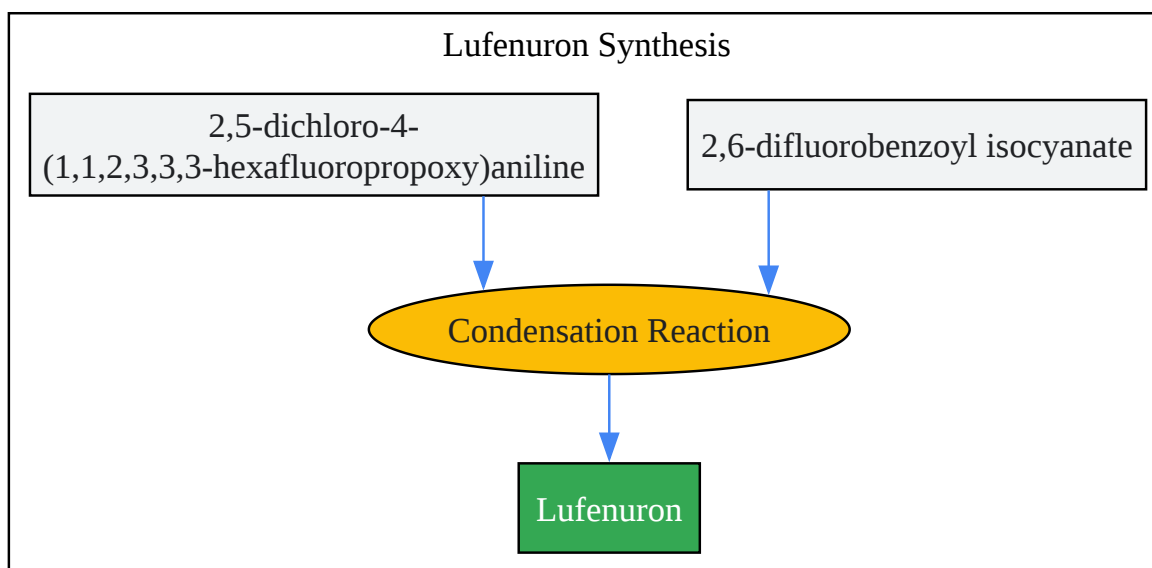 Lufenuron Synthesis
2,5-dichloro-4-
(1,1,2,3,3,3-hexafluoropropoxy)aniline
2,6-difluorobenzoyl isocyanate
Condensation Reaction
Lufenuron